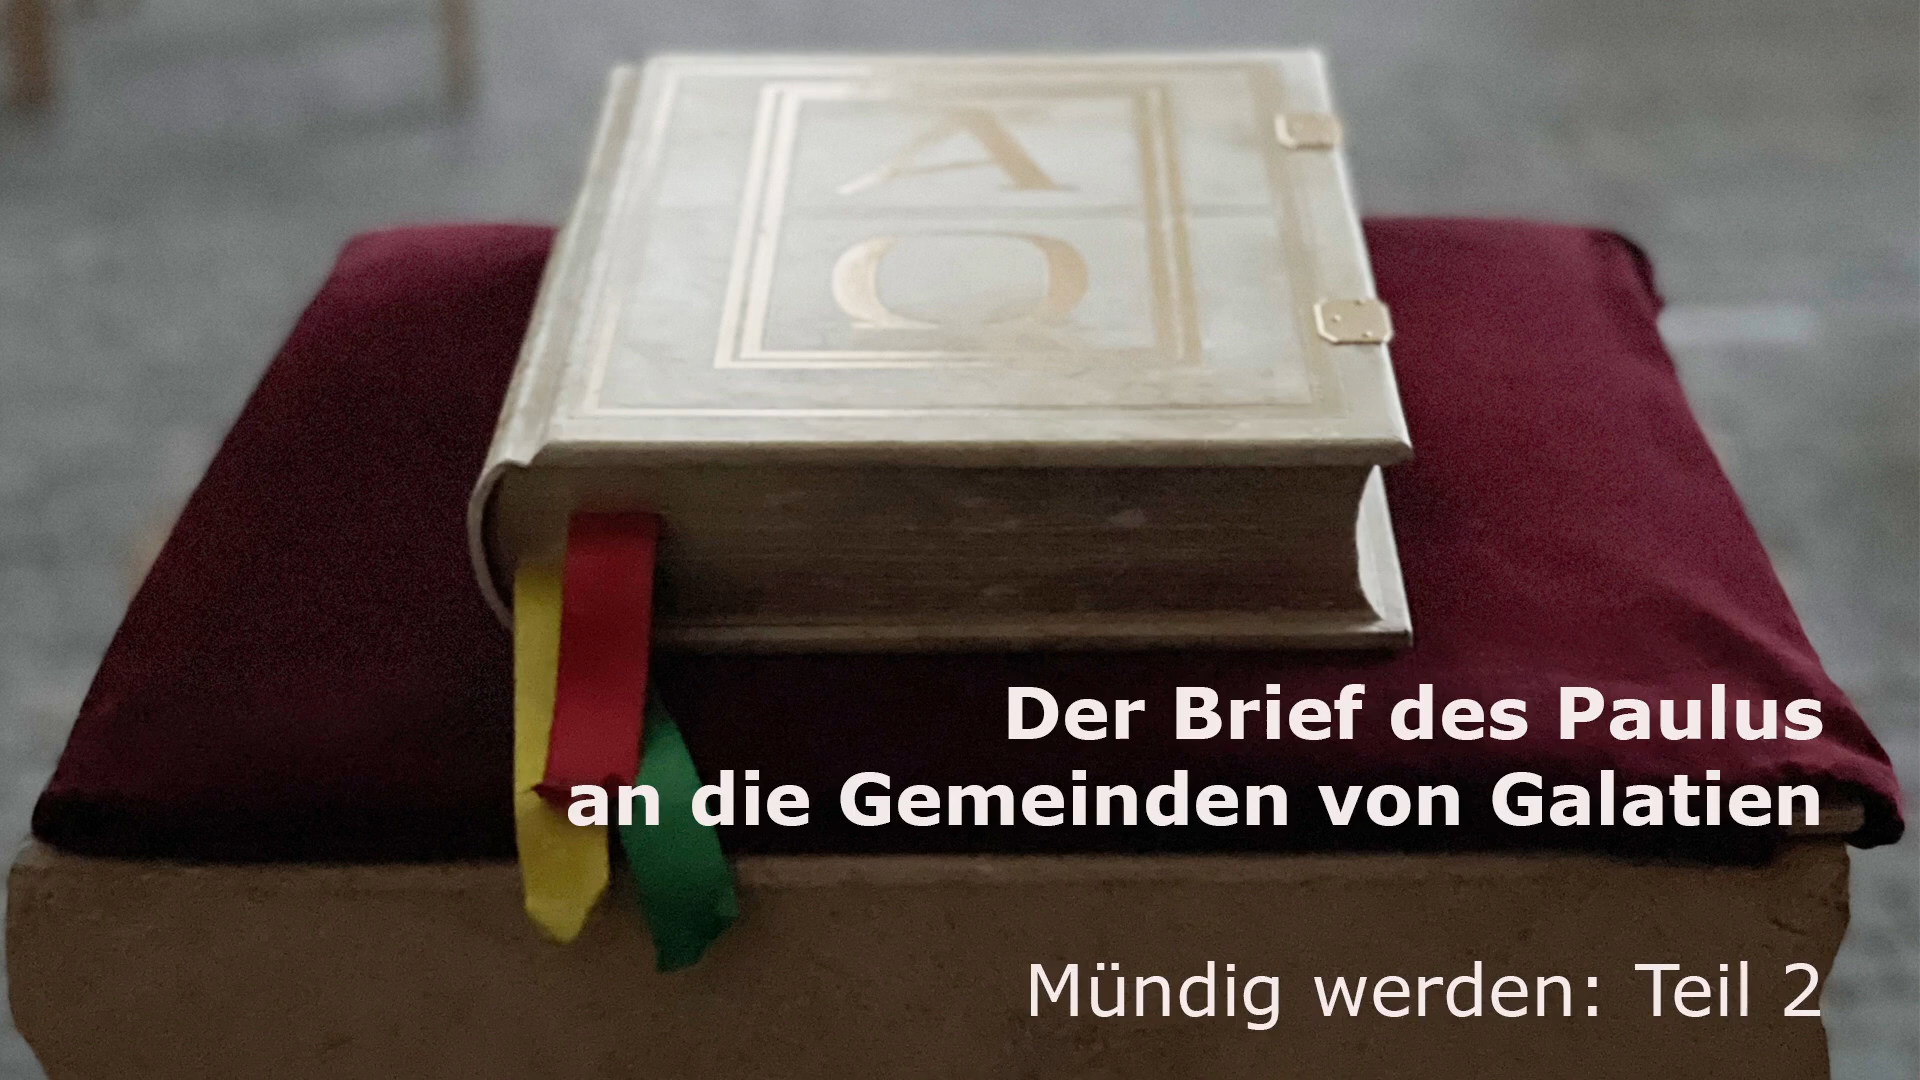 Α
Ω
Der Brief des Paulus
an die Gemeinden von Galatien
Mündig werden: Teil 2